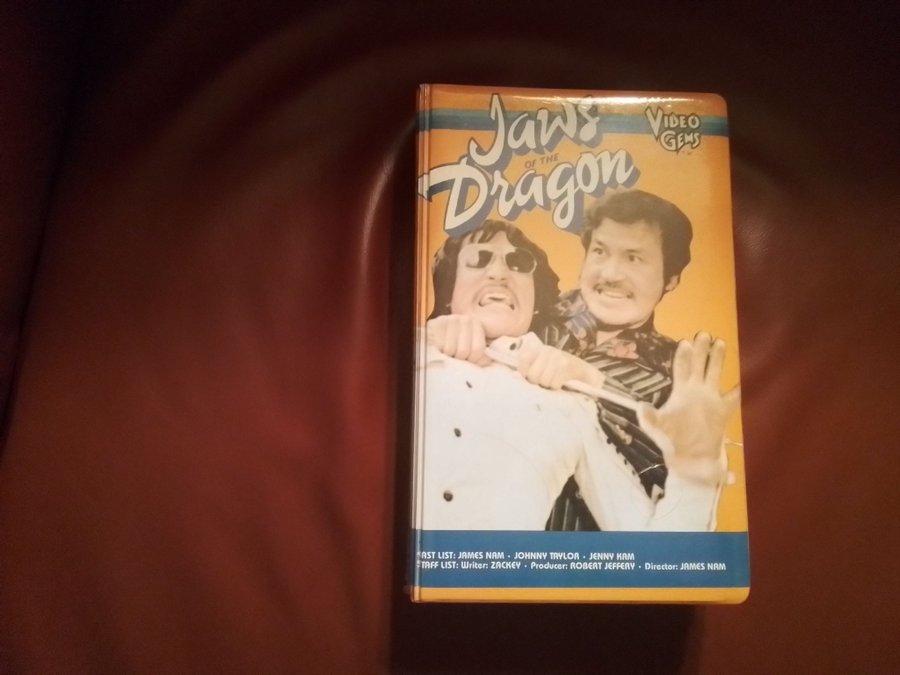 Jaws
OF THE
Dragon
VIDEO
GEMS
AST LIST: JAMES NAM · JOHNNY TAYLOR · JENNY KAM
STAFF LIST: Writer: ZACKEY · Producer: ROBERT JEFFERY · Director: JAMES NAM